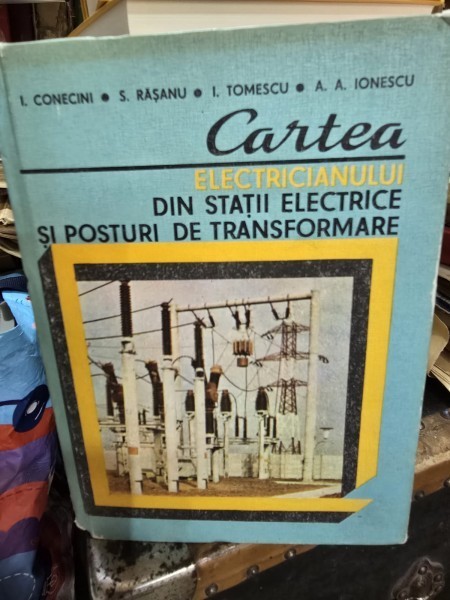 I. CONECINI • S. RĂȘANU • I. TOMESCU • A. A. IONESCU
Cartea
ELECTRICIANULUI
DIN STAȚII ELECTRICE
ȘI POSTURI DE TRANSFORMARE